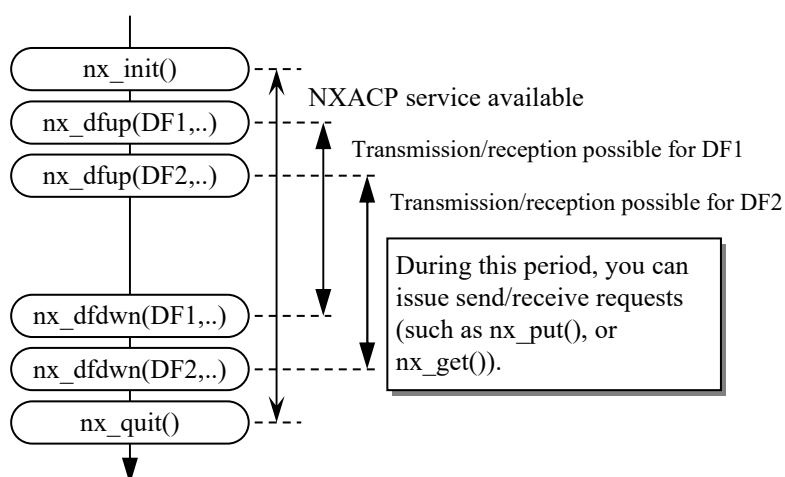 nx_init()
NXACP service available
nx_dfup(DF1,..)
Transmission/reception possible for DF1
nx_dfup(DF2,..)
Transmission/reception possible for DF2
During this period, you can
issue send/receive requests
(such as nx_put(), or
nx_get()).
nx_dfdwn(DF1,..)
nx_dfdwn(DF2,..)
nx_quit()